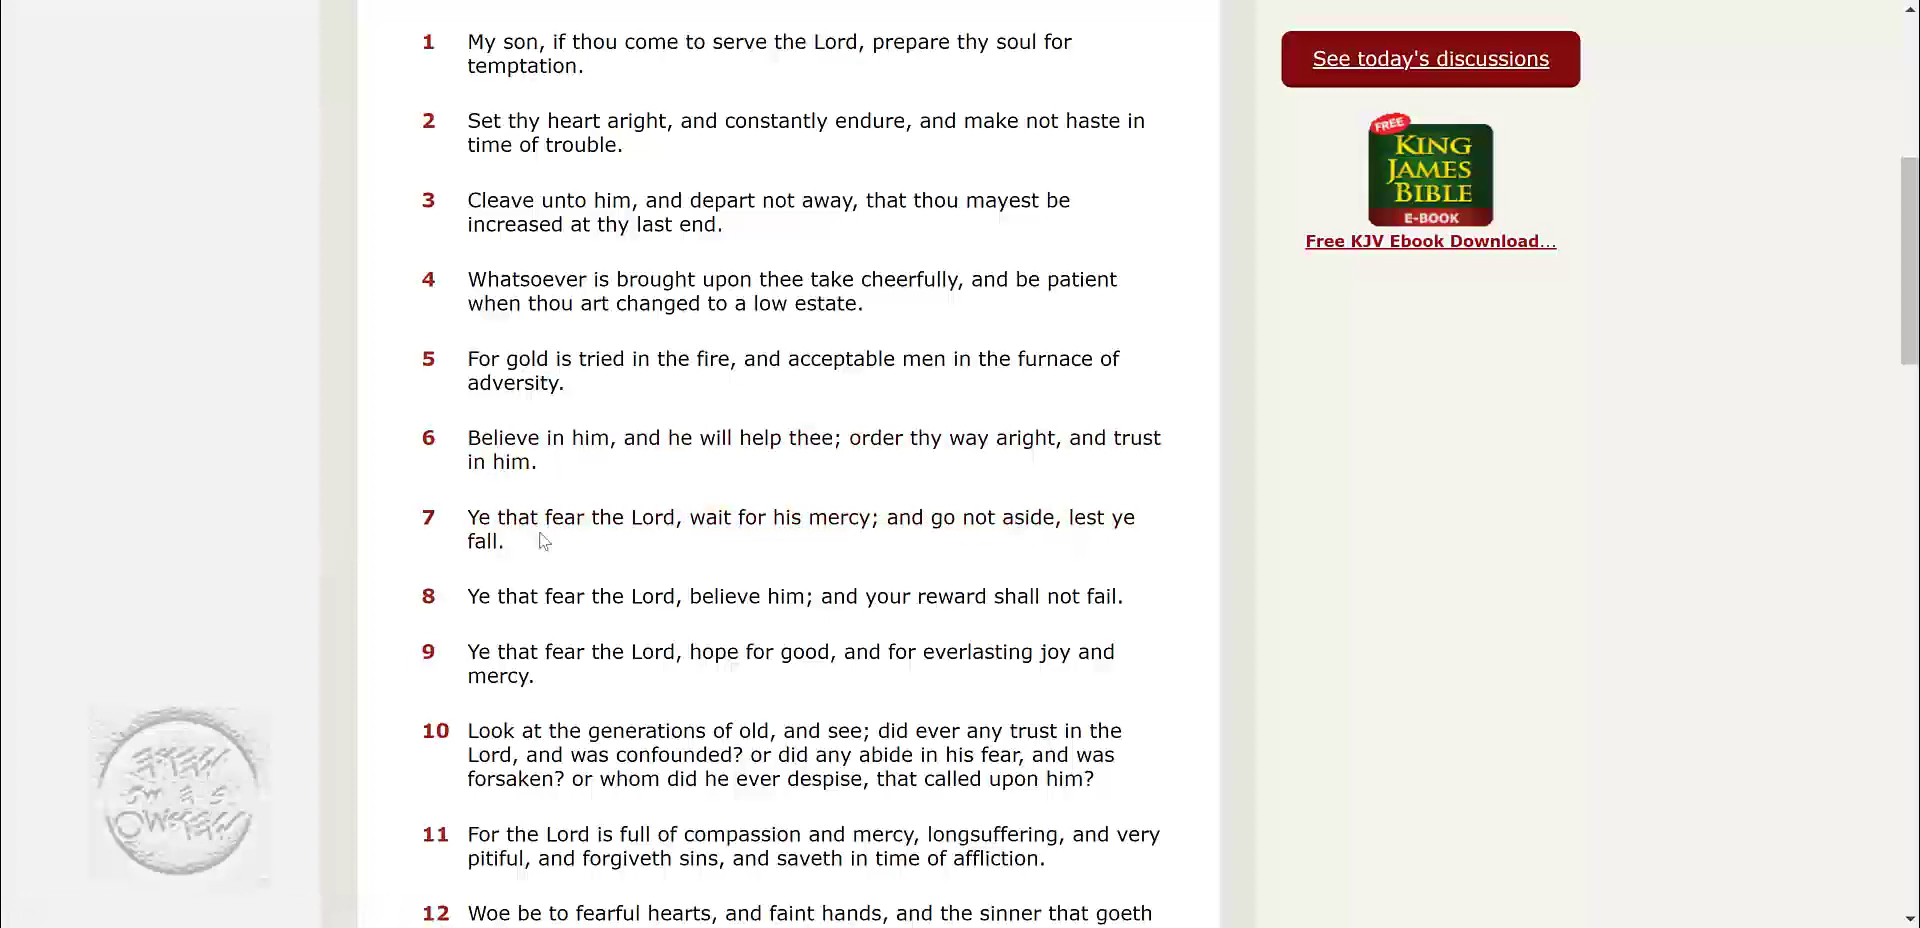 1 My son, if thou come to serve the Lord, prepare thy soul for
temptation.
2 Set thy heart aright, and constantly endure, and make not haste in
time of trouble.
3 Cleave unto him, and depart not away, that thou mayest be
increased at thy last end.
4 Whatsoever is brought upon thee take cheerfully, and be patient
when thou art changed to a low estate.
5 For gold is tried in the fire, and acceptable men in the furnace of
adversity.
6 Believe in him, and he will help thee; order thy way aright, and trust
in him.
7 Ye that fear the Lord, wait for his mercy; and go not aside, lest ye
fall.
8 Ye that fear the Lord, believe him; and your reward shall not fail.
9 Ye that fear the Lord, hope for good, and for everlasting joy and
mercy.
10 Look at the generations of old, and see; did ever any trust in the
Lord, and was confounded? or did any abide in his fear, and was
forsaken? or whom did he ever despise, that called upon him?
11 For the Lord is full of compassion and mercy, longsuffering, and very
pitiful, and forgiveth sins, and saveth in time of affliction.
12 Woe be to fearful hearts, and faint hands, and the sinner that goeth
See today's discussions
FREE
KING
JAMES
BIBLE
E-BOOK
Free KJV Ebook Download...